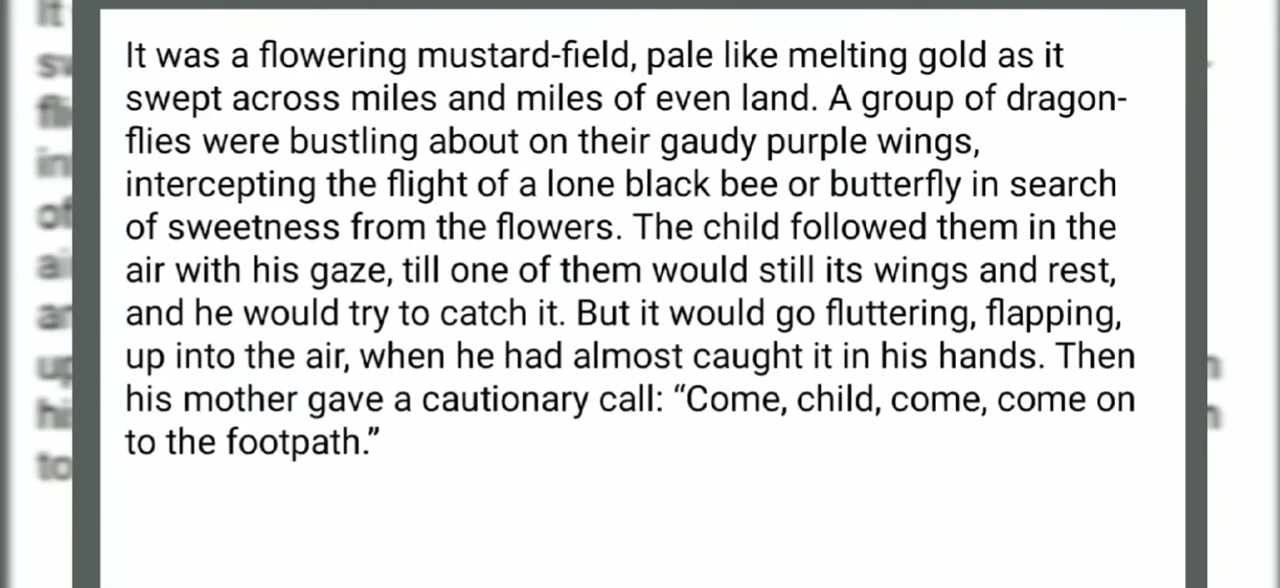 It was a flowering mustard-field, pale like melting gold as it
swept across miles and miles of even land. A group of dragon-
flies were bustling about on their gaudy purple wings,
intercepting the flight of a lone black bee or butterfly in search
of sweetness from the flowers. The child followed them in the
air with his gaze, till one of them would still its wings and rest,
and he would try to catch it. But it would go fluttering, flapping,
up into the air, when he had almost caught it in his hands. Then
his mother gave a cautionary call: “Come, child, come, come on
to the footpath.”